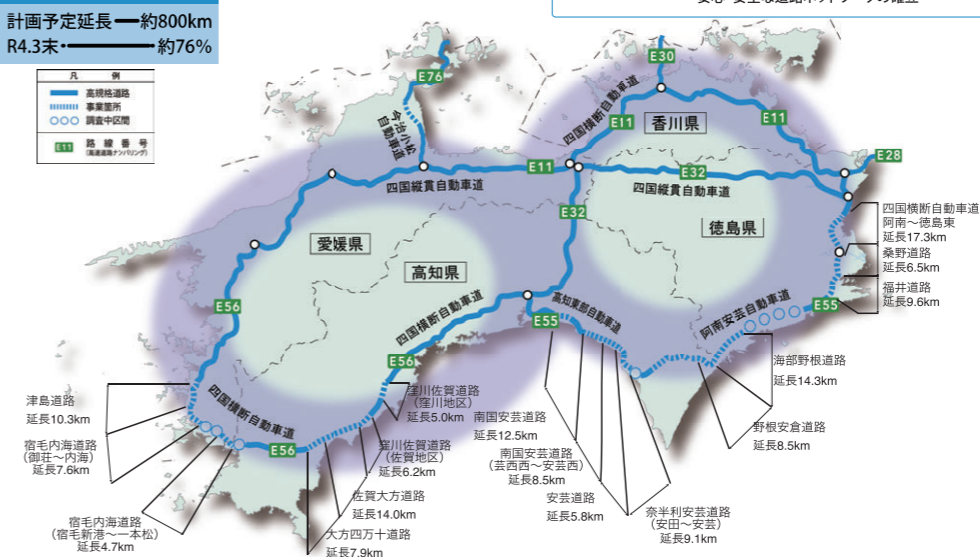 計画予定延長 約800km
R4.3末・ 約76%
凡 例
高規格道路
事業箇所
調査中区間
E11 路線番号
(高速道路ナンバリング)
E76
今治小松
自動車道
E30
四国横断自動車道
E11
香川県
E11
E28
E11
四国縦貫自動車道
E32
四国縦貫自動車道
E32
愛媛県
高知県
徳島県
四国横断自動車道
阿南～徳島東
延長17.3km
桑野道路
延長6.5km
福井道路
延長9.6km
E56
四国横断自動車道
E56
E55
高知東部自動車道
阿南安芸自動車道
E55
海部野根道路
延長14.3km
野根安倉道路
延長8.5km
津島道路
延長10.3km
宿毛内海道路
(御荘～内海)
延長7.6km
宿毛内海道路
(宿毛新港～一本松)
延長4.7km
四国横断自動車道
E56
窪川佐賀道路
(窪川地区)
延長5.0km
窪川佐賀道路
(佐賀地区)
延長6.2km
佐賀大方道路
延長14.0km
大方四万十道路
延長7.9km
南国安芸道路
延長12.5km
南国安芸道路
(芸西西～安芸西)
延長8.5km
安芸道路
延長5.8km
奈半利安芸道路
(安田～安芸)
延長9.1km